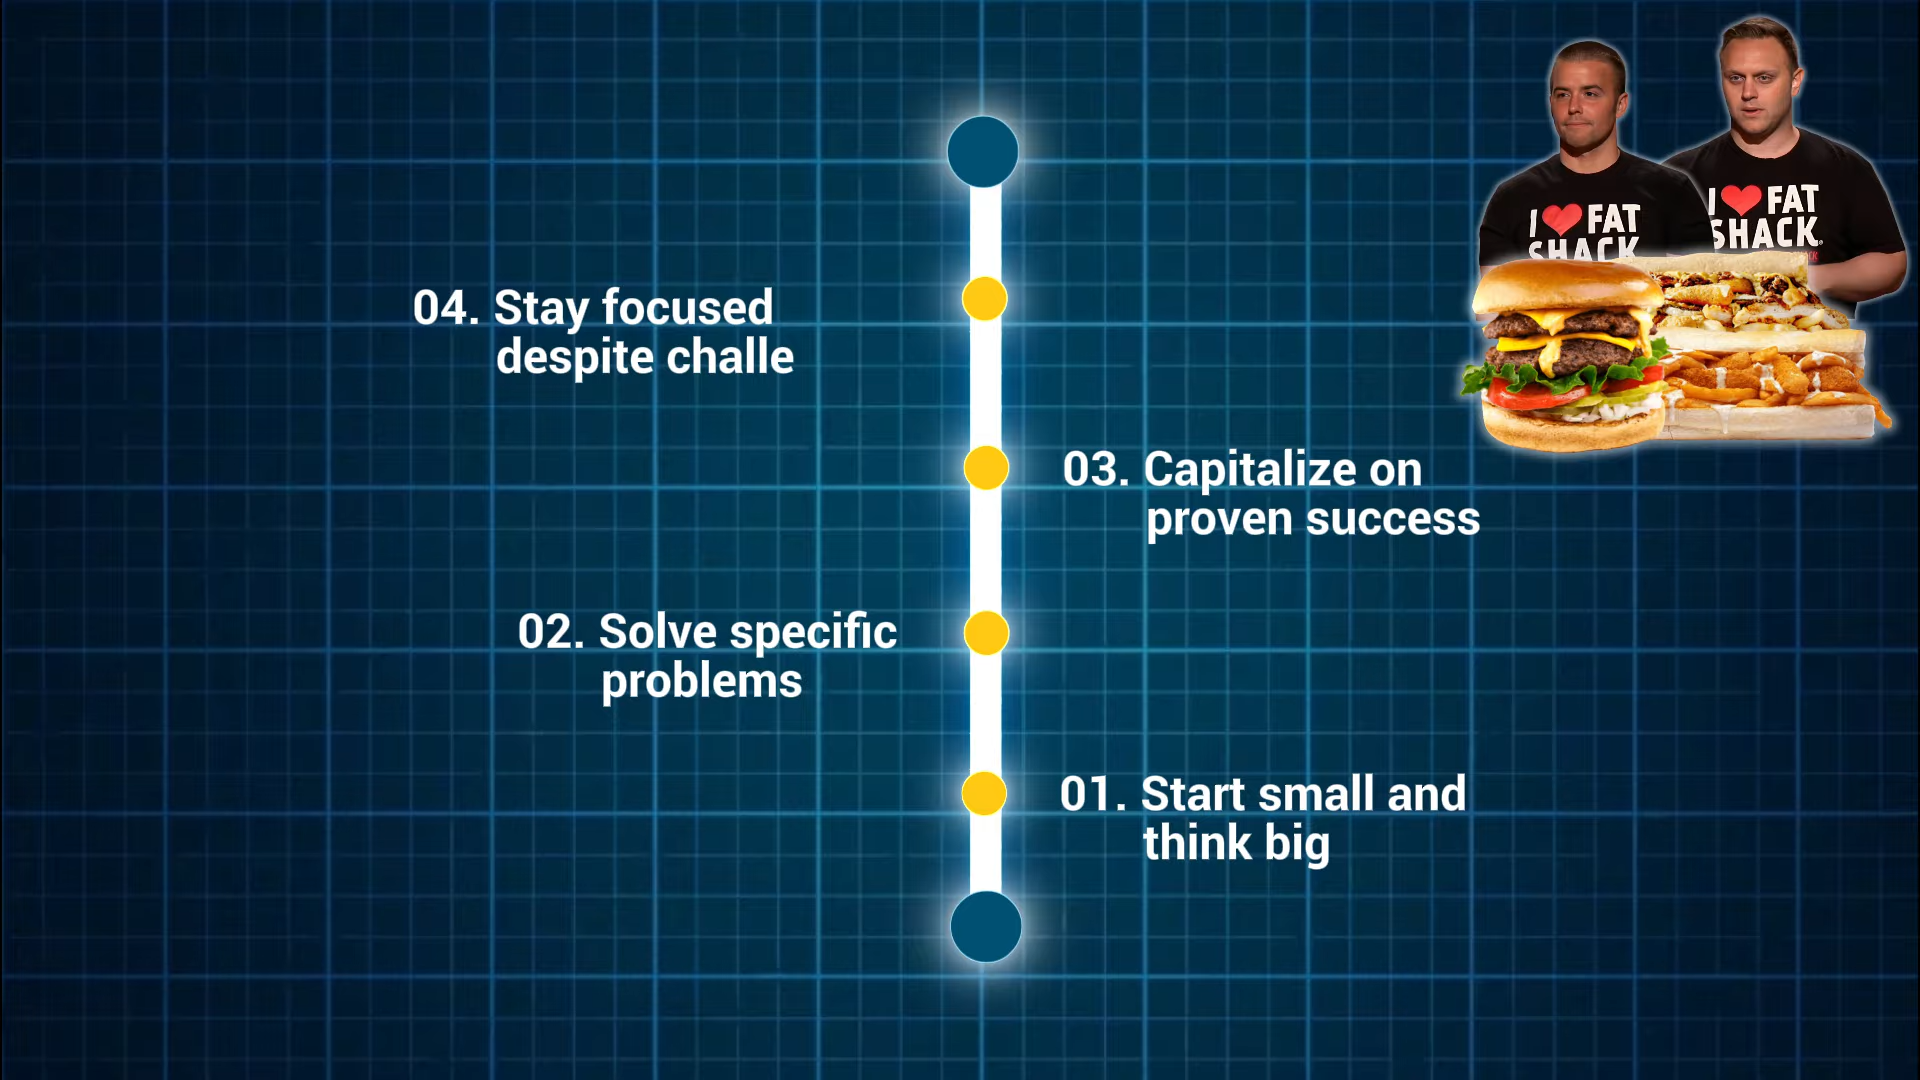 04. Stay focused
despite challe
03. Capitalize on
proven success
02. Solve specific
problems
01. Start small and
think big
I ❤ FAT
SHACK
I ❤ FAT
SHACK